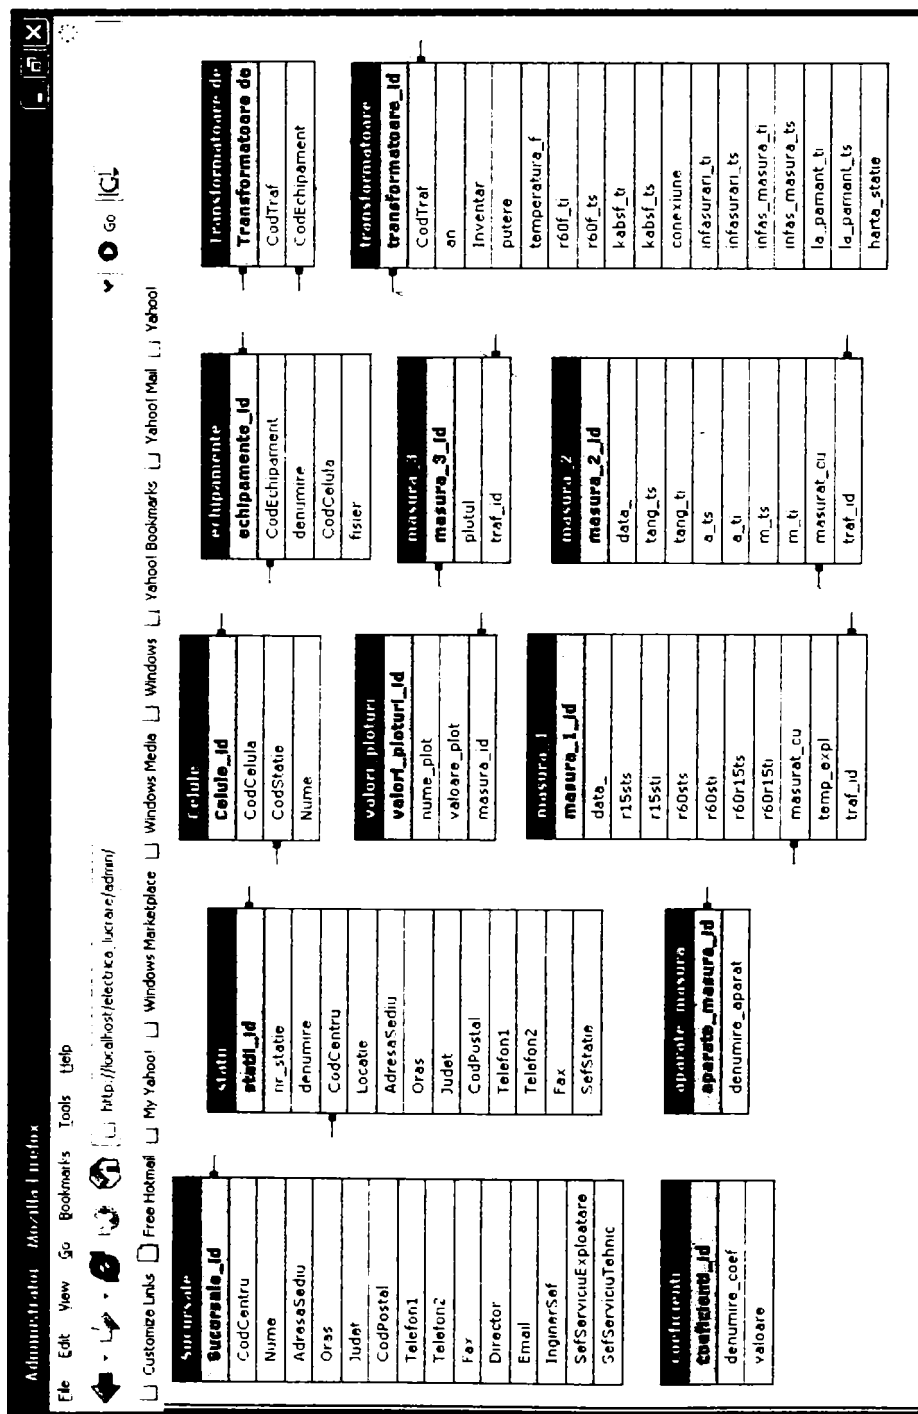 Administrator Mozilla Firefox
File Edit View Go Bookmarks Tools Help
http://localhost/electrica_lucrare/admin/ Go
Customize Links Free Hotmail My Yahoo! Windows Marketplace Windows Media Windows Yahoo! Bookmarks Yahoo! Mail Yahoo!
Sucursale
Sucursale_id
CodCentru
Nume
AdresaSediu
Oras
Judet
CodPostal
Telefon1
Telefon2
Fax
Director
Email
InginerSef
SefServiciuExploatare
SefServiciuTehnic
statii
statii_id
nr_statie
denumire
CodCentru
Locatie
AdresaSediu
Oras
Judet
CodPostal
Telefon1
Telefon2
Fax
SefStatie
Celule
Celule_id
CodCelula
CodStatie
Nume
echipamente
echipamente_id
CodEchipament
denumire
CodCelula
fisier
Transformatoare de
Transformatoare de
CodTraf
CodEchipament
valori_ploturi
valori_ploturi_id
nume_plot
valoare_plot
masura_id
masura_3
masura_3_id
plutul
traf_id
transformatoare
transformatoare_id
CodTraf
an
Inventar
putere
temperatura_f
r60f_ti
r60f_ts
kabsf_ti
kabsf_ts
conexiune
infasurari_ti
infasurari_ts
infas_masura_ti
infas_masura_ts
la_pamant_ti
la_pamant_ts
harta_statie
coeficienti
coeficienti_id
denumire_coef
valoare
aparate_masura
aparate_masura_id
denumire_aparat
masura_1
masura_1_id
data_
r15sts
r15sti
r60sts
r60sti
r60r15ts
r60r15ti
masurat_cu
temp_expl
traf_id
masura_2
masura_2_id
data_
tang_ts
tang_ti
a_ts
a_ti
m_ts
m_ti
masurat_cu
traf_id